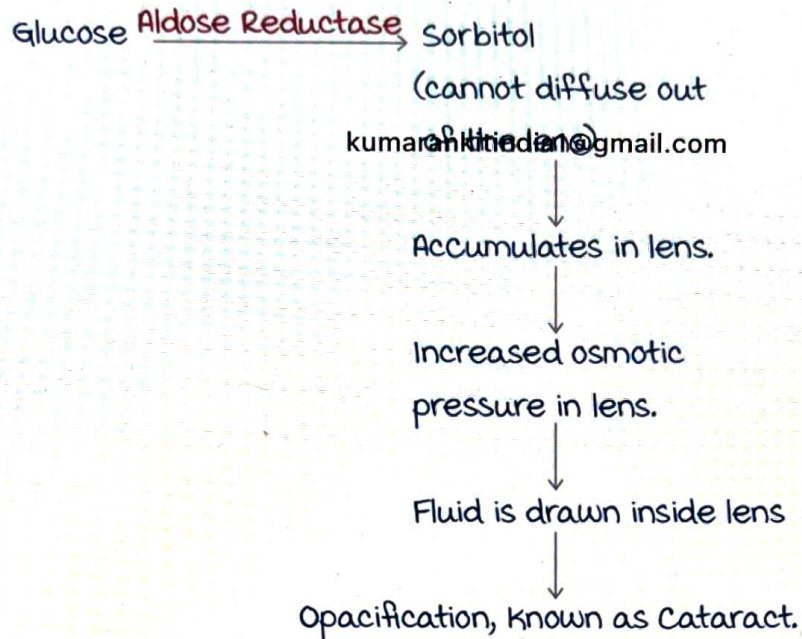 Glucose Aldose Reductase Sorbitol
(cannot diffuse out
kumarankitindian@gmail.com
Accumulates in lens.
Increased osmotic
pressure in lens.
Fluid is drawn inside lens
Opacification, known as Cataract.